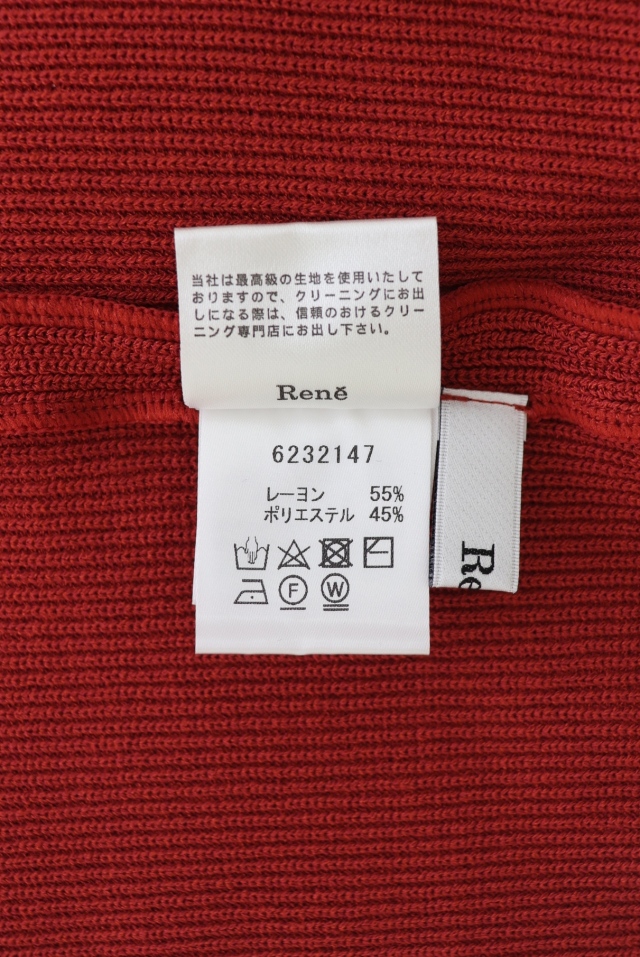 当社は最高級の生地を使用いたして
おりますので、クリーニングにお出
しになる際は、信頼のおけるクリー
ニング専門店にお出し下さい。
Renĕ
6232147
レーヨン 55%
ポリエステル 45%
F W
Re